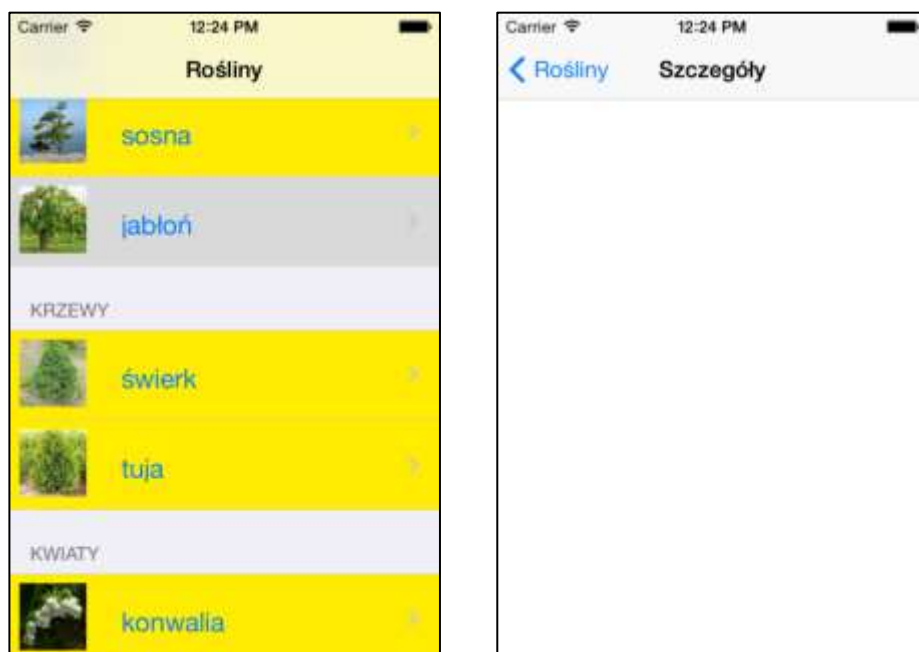 Carrier 12:24 PM
Rośliny
sosna
jabłoń
KRZEWY
świerk
tuja
KWIATY
konwalia
Carrier 12:24 PM
Rośliny Szczegóły